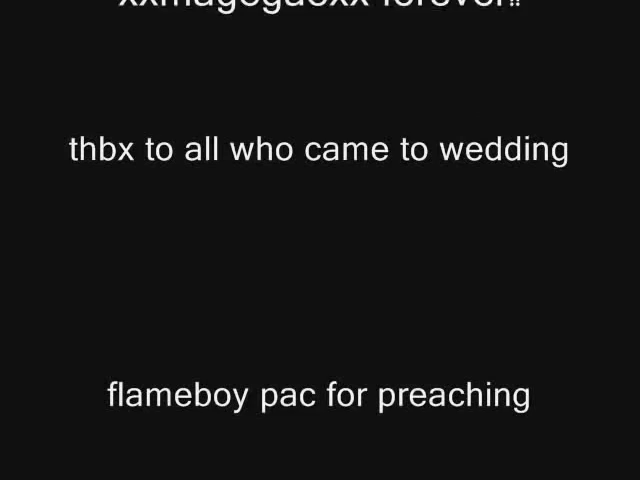 thbx to all who came to wedding
flameboy pac for preaching